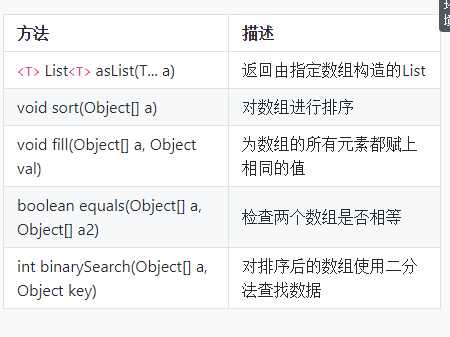 方法 描述
<T> List<T> asList(T... a) 返回由指定数组构造的List
void sort(Object[] a) 对数组进行排序
void fill(Object[] a, Object
val)
为数组的所有元素都赋上
相同的值
boolean equals(Object[] a,
Object[] a2)
检查两个数组是否相等
int binarySearch(Object[] a,
Object key)
对排序后的数组使用二分
法查找数据